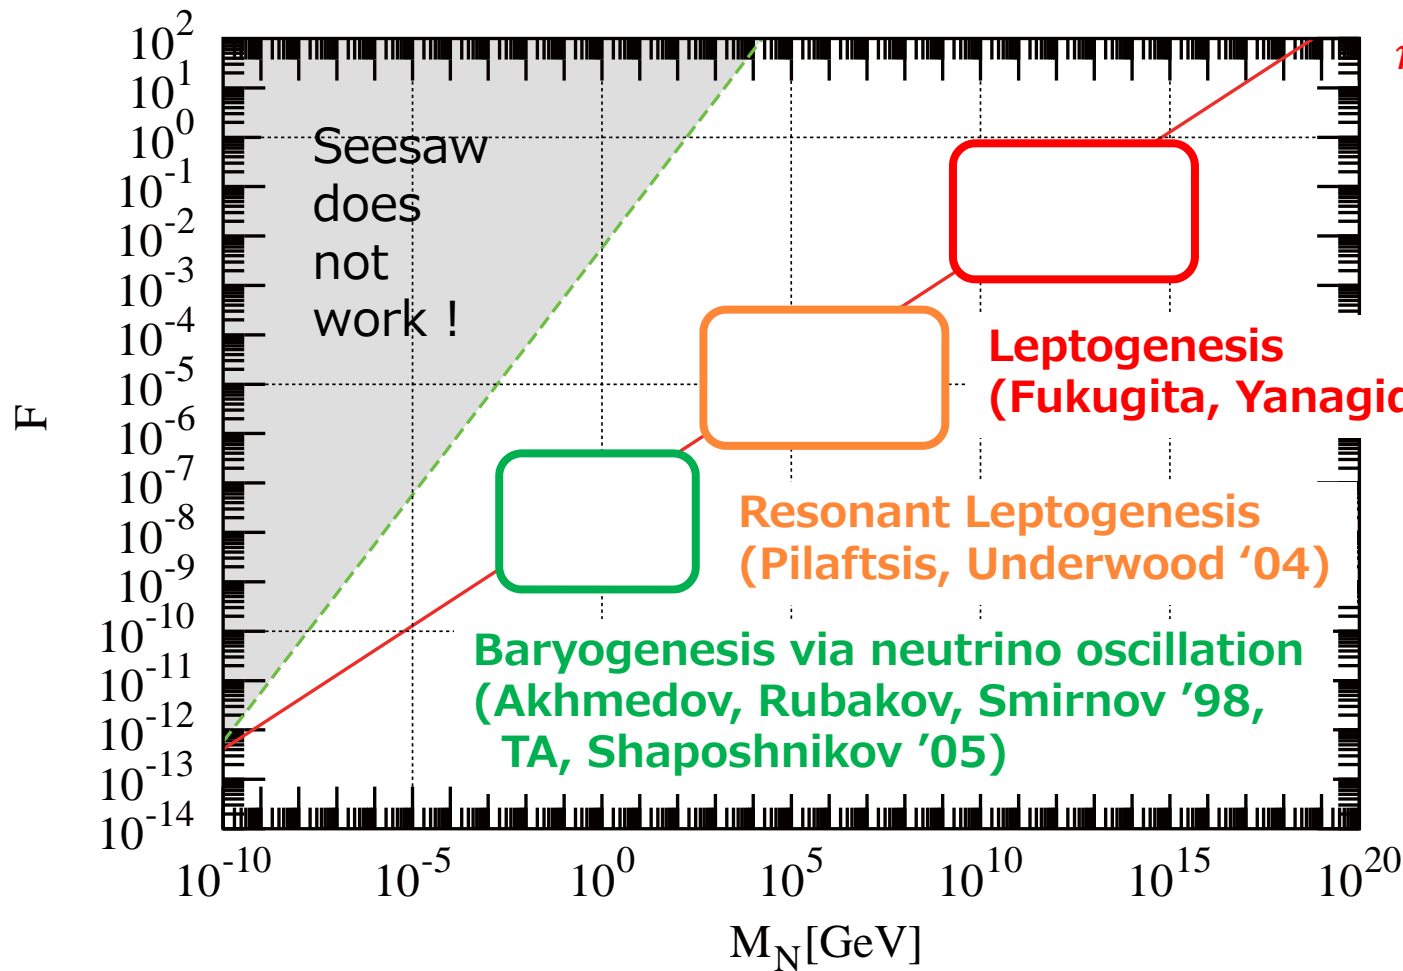 10^2
10^1
10^0
10^-1
10^-2
10^-3
10^-4
10^-5
10^-6
10^-7
10^-8
10^-9
10^-10
10^-11
10^-12
10^-13
10^-14
F
Seesaw
does
not
work !
Leptogenesis
(Fukugita,
Resonant Leptogenesis
(Pilaftsis, Underwood ‘04)
Baryogenesis via neutrino oscillation
(Akhmedov, Rubakov, Smirnov ’98,
TA, Shaposhnikov ’05)
10^-10 10^-5 10^0 10^5 10^10 10^15 10^20
M_N[GeV]